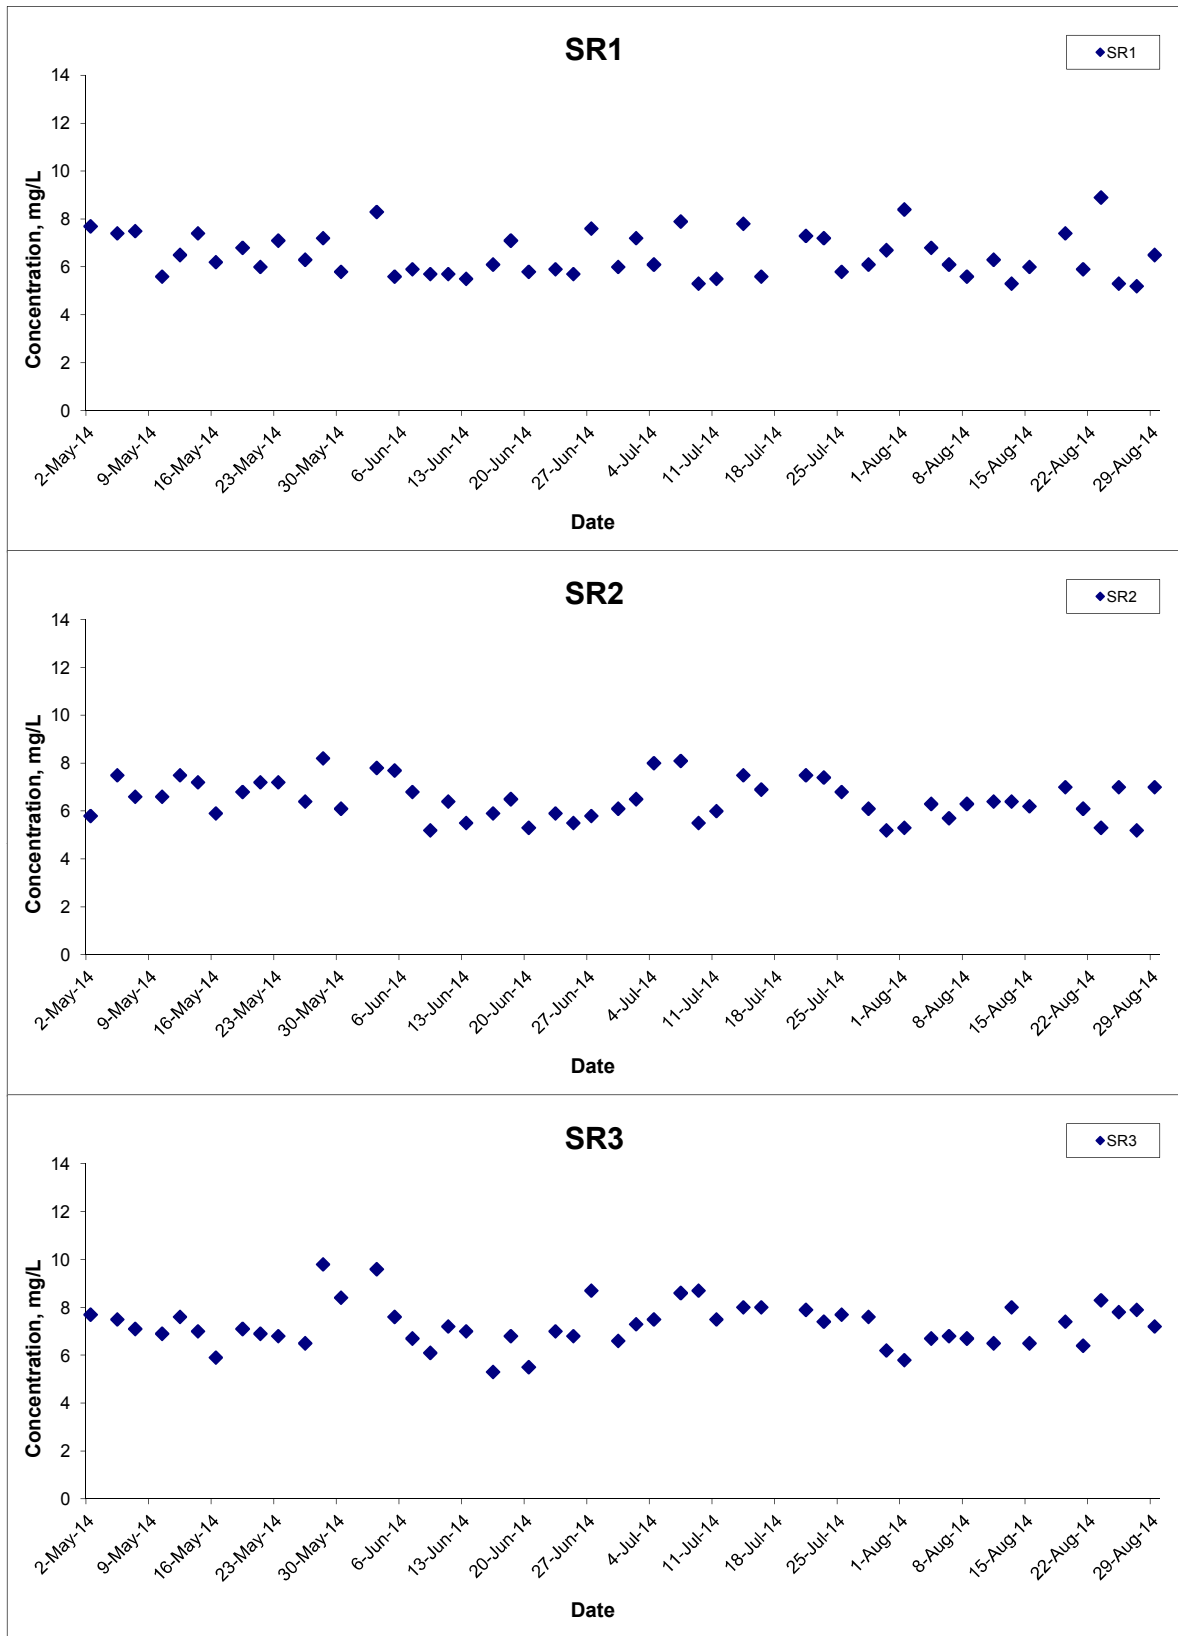 SR1
SR1
14
12
10
8
6
4
2
0
Concentration, mg/L
2-May-14
9-May-14
16-May-14
23-May-14
30-May-14
6-Jun-14
13-Jun-14
20-Jun-14
27-Jun-14
4-Jul-14
11-Jul-14
18-Jul-14
25-Jul-14
1-Aug-14
8-Aug-14
15-Aug-14
22-Aug-14
29-Aug-14
Date
SR2
SR2
14
12
10
8
6
4
2
0
Concentration, mg/L
2-May-14
9-May-14
16-May-14
23-May-14
30-May-14
6-Jun-14
13-Jun-14
20-Jun-14
27-Jun-14
4-Jul-14
11-Jul-14
18-Jul-14
25-Jul-14
1-Aug-14
8-Aug-14
15-Aug-14
22-Aug-14
29-Aug-14
Date
SR3
SR3
14
12
10
8
6
4
2
0
Concentration, mg/L
2-May-14
9-May-14
16-May-14
23-May-14
30-May-14
6-Jun-14
13-Jun-14
20-Jun-14
27-Jun-14
4-Jul-14
11-Jul-14
18-Jul-14
25-Jul-14
1-Aug-14
8-Aug-14
15-Aug-14
22-Aug-14
29-Aug-14
Date